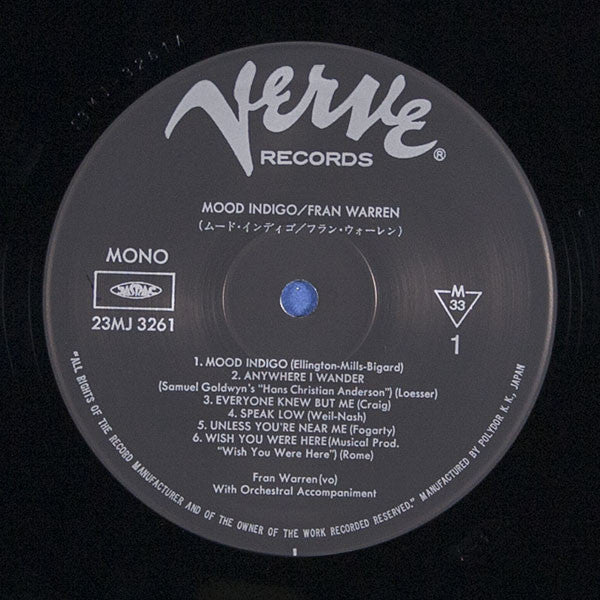 Verve
RECORDS ®
MOOD INDIGO/FRAN WARREN
(ムード・インディゴ/フラン・ウォーレン)
MONO
JASRAC
23MJ 3261
M
33
1
1. MOOD INDIGO (Ellington-Mills-Bigard)
2. ANYWHERE I WANDER
(Samuel Goldwyn's "Hans Christian Anderson") (Loesser)
3. EVERYONE KNEW BUT ME (Craig)
4. SPEAK LOW (Weil-Nash)
5. UNLESS YOU'RE NEAR ME (Fogarty)
6. WISH YOU WERE HERE (Musical Prod.
"Wish You Were Here") (Rome)
Fran Warren (vo)
With Orchestral Accompaniment
"ALL RIGHTS OF THE RECORD MANUFACTURER AND OF THE OWNER OF THE WORK RECORDED RESERVED." MANUFACTURED BY POLYDOR K. K., JAPAN